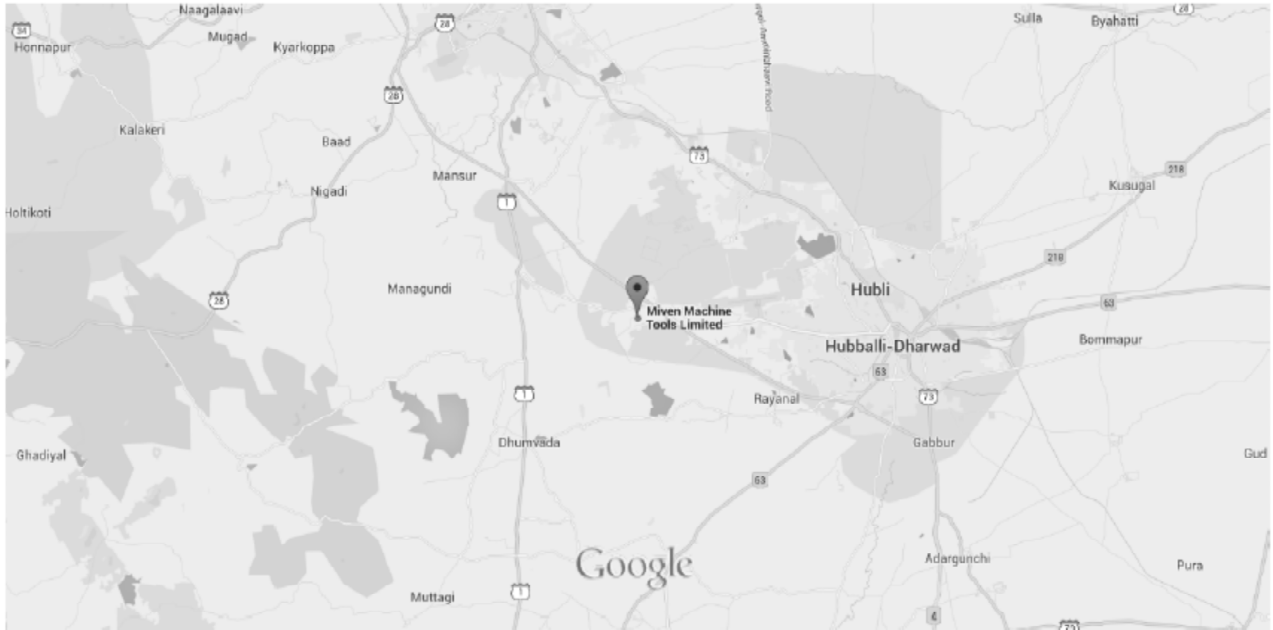 Naagalaavi
28
Sulla
Byahatti
28
34
Honnapur
Mugad
Kyarkoppa
28
Kalakeri
Baad
73
Mansur
218
Nigadi
Kusugal
1
Holtikoti
218
Managundi
Hubli
28
63
Miven Machine
Tools Limited
Bommapur
Hubballi-Dharwad
63
1
Rayanal
73
Dhumvada
Gabbur
Ghadiyal
Gud
63
Google
Adargunchi
Pura
1
Muttagi
4
73